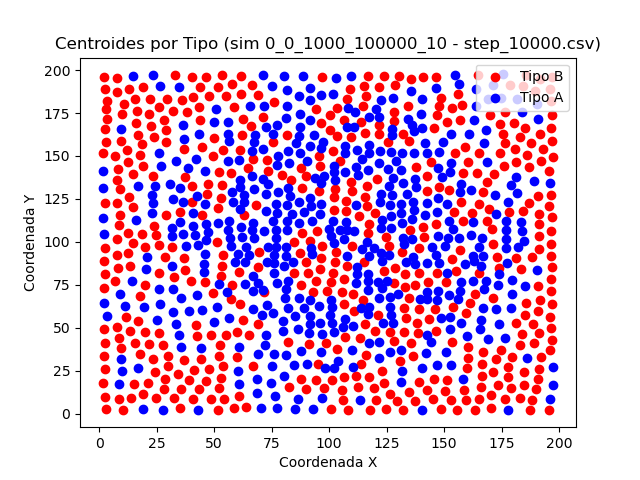 Centroides por Tipo (sim 0_0_1000_100000_10 - step_10000.csv)
Tipo B
Tipo A
Coordenada Y
200
175
150
125
100
75
50
25
0
0 25 50 75 100 125 150 175 200
Coordenada X